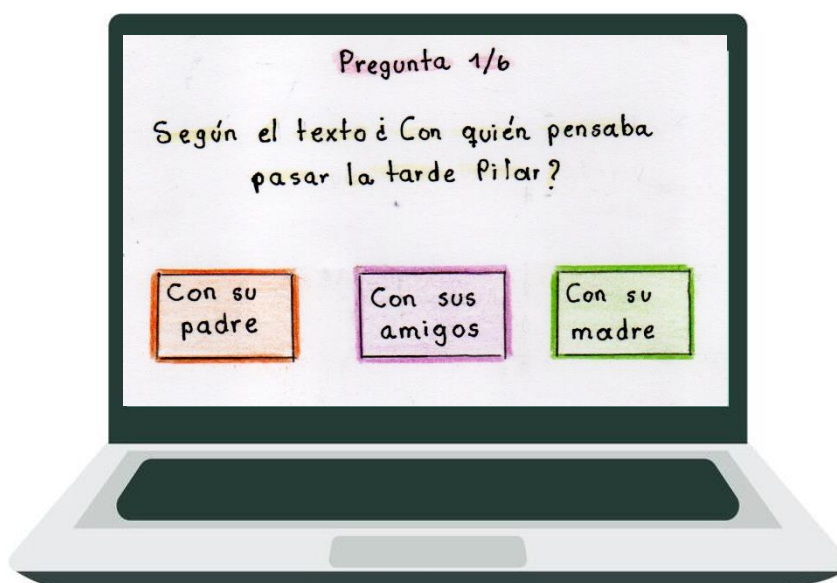 Pregunta 1/6
Según el texto ¿ Con quién pensaba
pasar la tarde Pilar?
Con su
padre
Con sus
amigos
Con su
madre